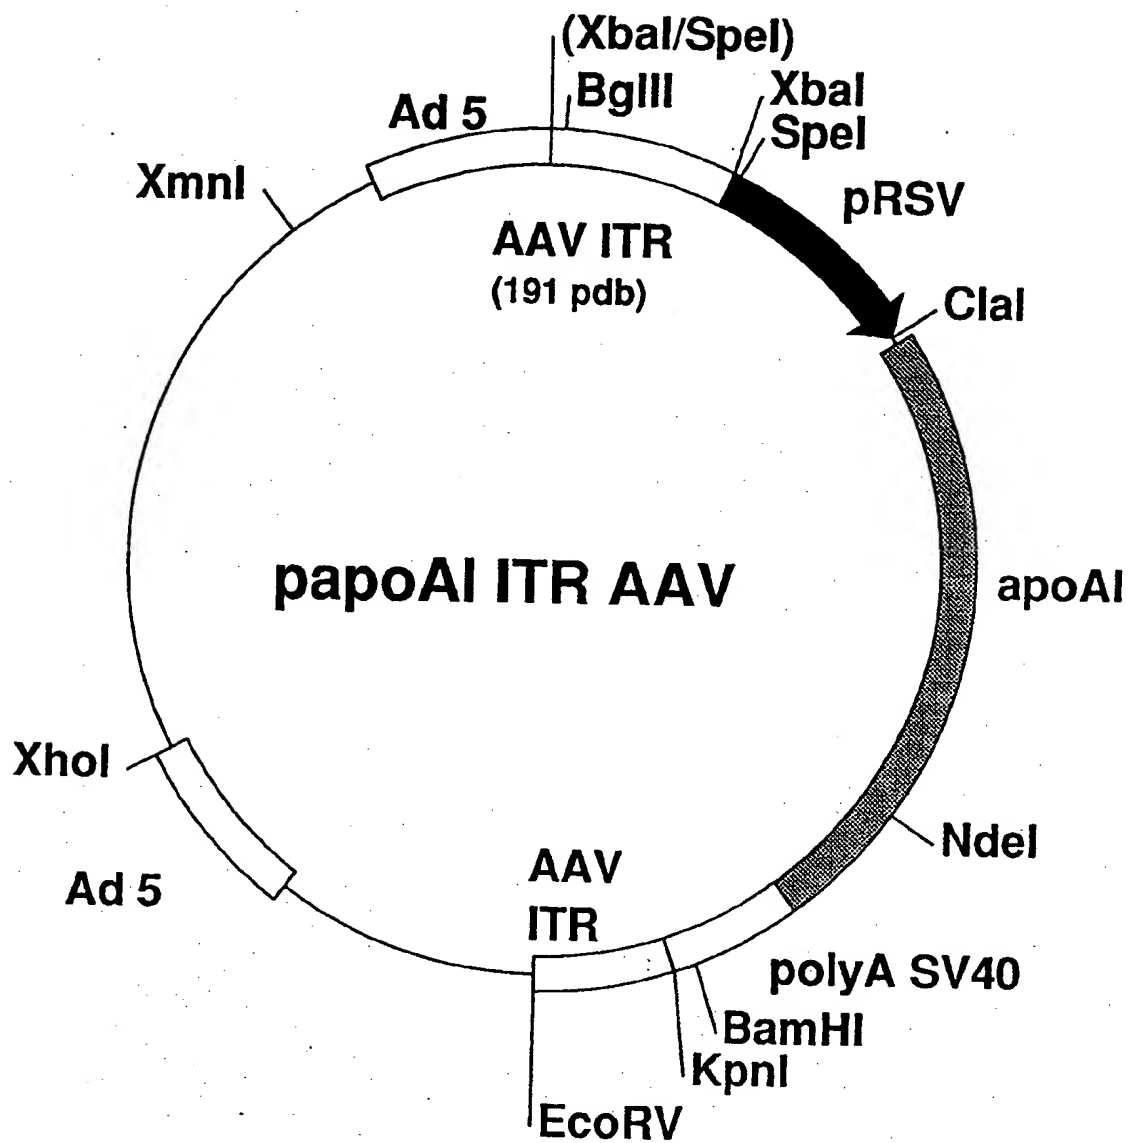 (XbaI/SpeI)
BglII
XbaI
SpeI
Ad 5
XmnI
pRSV
AAV ITR
(191 pdb)
ClaI
papoAI ITR AAV
apoAI
XhoI
NdeI
AAV
ITR
Ad 5
polyA SV40
BamHI
KpnI
EcoRV